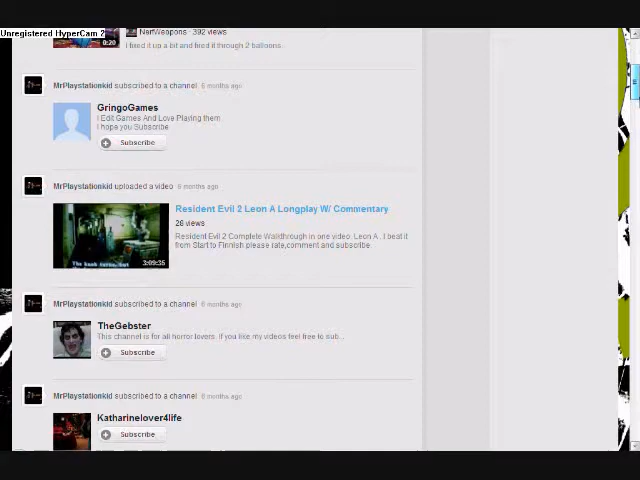 Unregistered HyperCam 2
NerfWeapons · 392 views
0:20
i fixed it up a bit and fired it through 2 balloons.
MrPlaystationkid subscribed to a channel 6 months ago
GringoGames
I Edit Games And Love Playing them
I hope you Subscribe
Subscribe
MrPlaystationkid uploaded a video 6 months ago
Resident Evil 2 Leon A Longplay W/ Commentary
28 views
Resident Evil 2 Complete Walkthrough in one video. Leon A . I beat it
from Start to Finnish.please rate,comment and subscribe.
3:09:35
MrPlaystationkid subscribed to a channel 6 months ago
TheGebster
This channel is for all horror lovers. if you like my videos feel free to sub...
Subscribe
MrPlaystationkid subscribed to a channel 6 months ago
Katharinelover4life
Subscribe